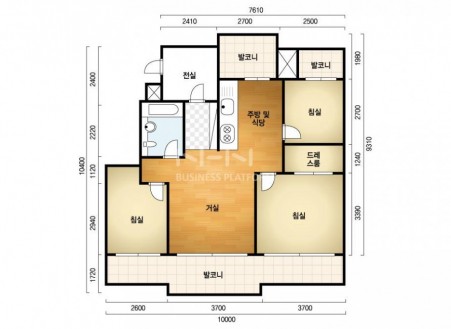 7610
2410 2700 2500
발코니
발코니
전실
주방 및
식당
침실
드레
스룸
BUSINESS PLATFORM
침실
거실
침실
발코니
2400
2220
1120
2940
1720
10400
1980
2700
1240
3390
9310
2600 3700 3700
10000